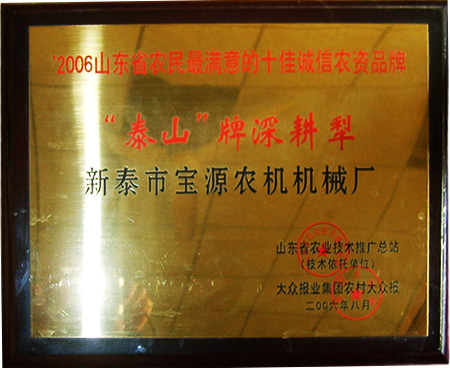 '2006山东省农民最满意的十佳诚信农资品牌
“泰山”牌深耕犁
新泰市宝源农机机械厂
山东省农业技术推广总站
（技术依托单位）
大众报业集团农村大众报
二〇〇六年八月